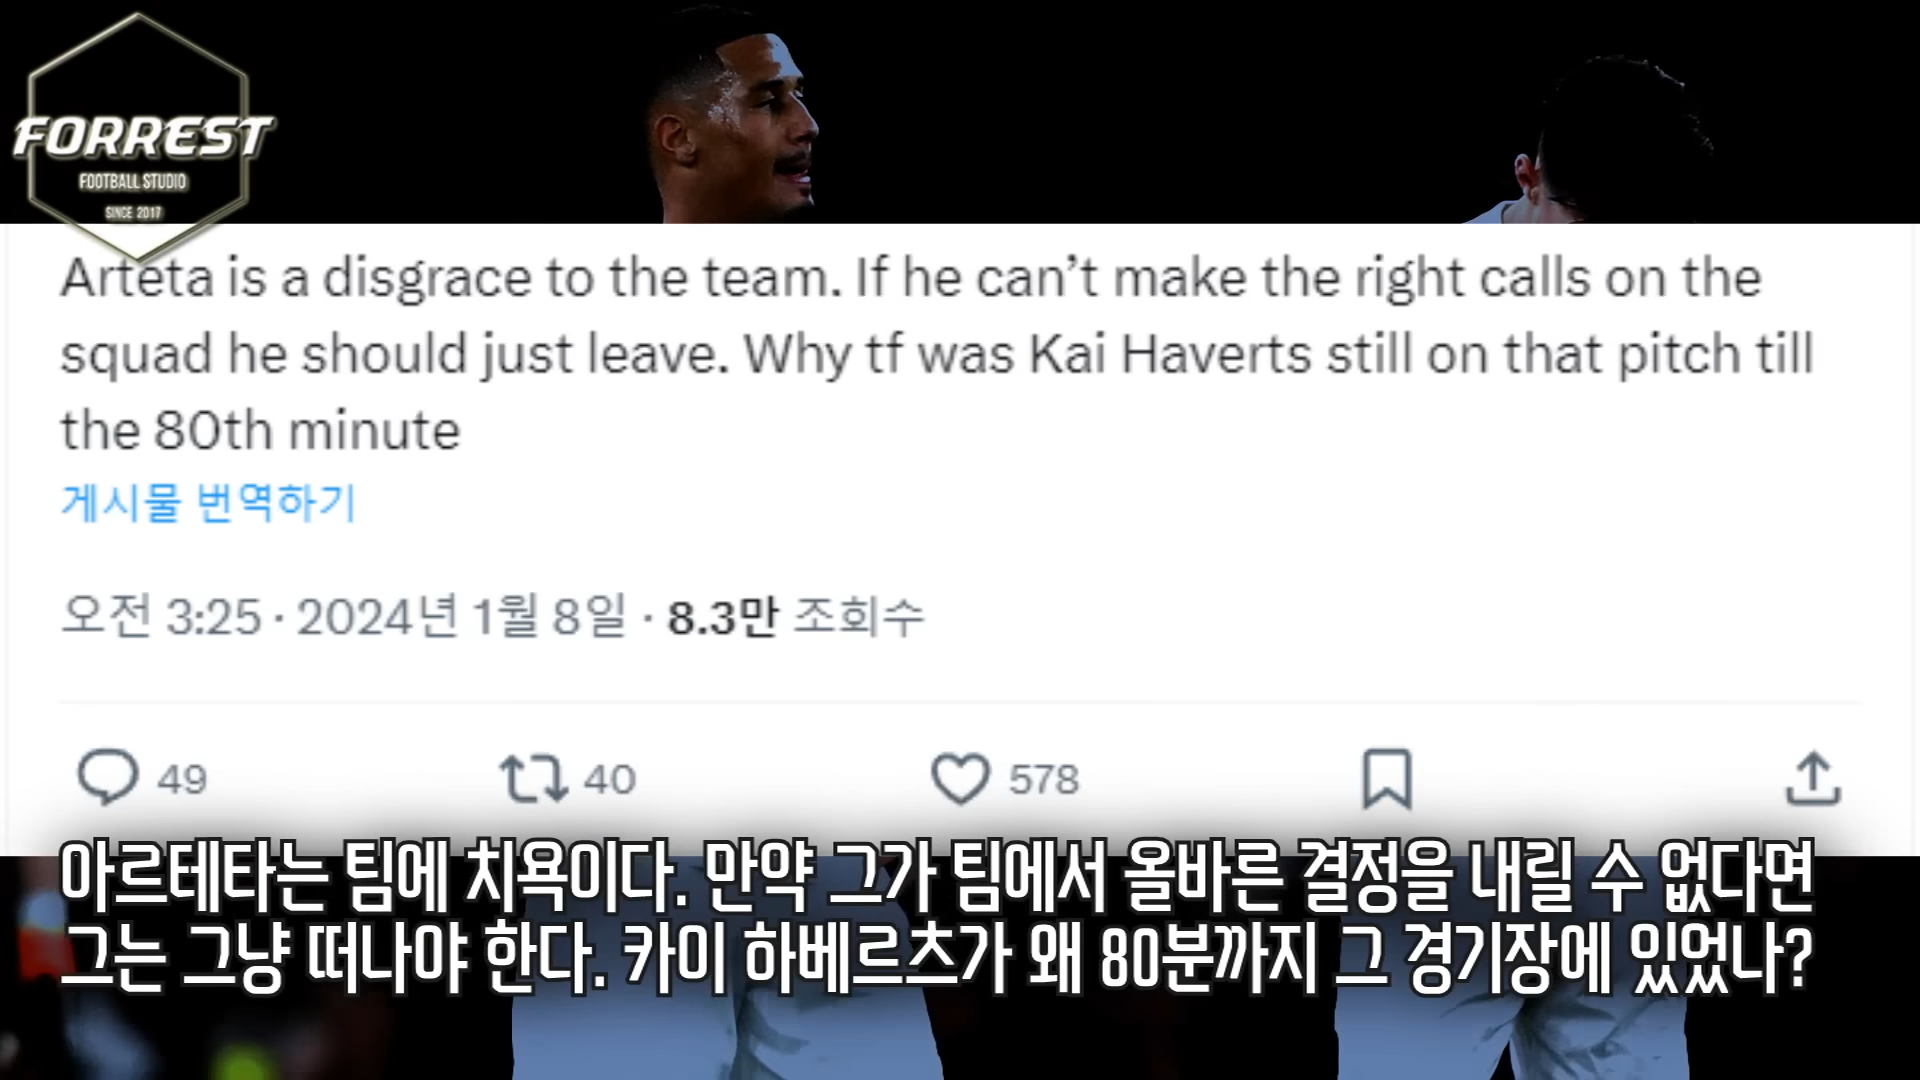 FORREST
FOOTBALL STUDIO
SINCE 2017
Arteta is a disgrace to the team. If he can’t make the right calls on the
squad he should just leave. Why tf was Kai Haverts still on that pitch till
the 80th minute
게시물 번역하기
오전 3:25 · 2024년 1월 8일 · 8.3만 조회수
49 40 578
아르테타는 팀에 치욕이다. 만약 그가 팀에서 올바른 결정을 내릴 수 없다면
그는 그냥 떠나야 한다. 카이 하베르츠가 왜 80분까지 그 경기장에 있었나?